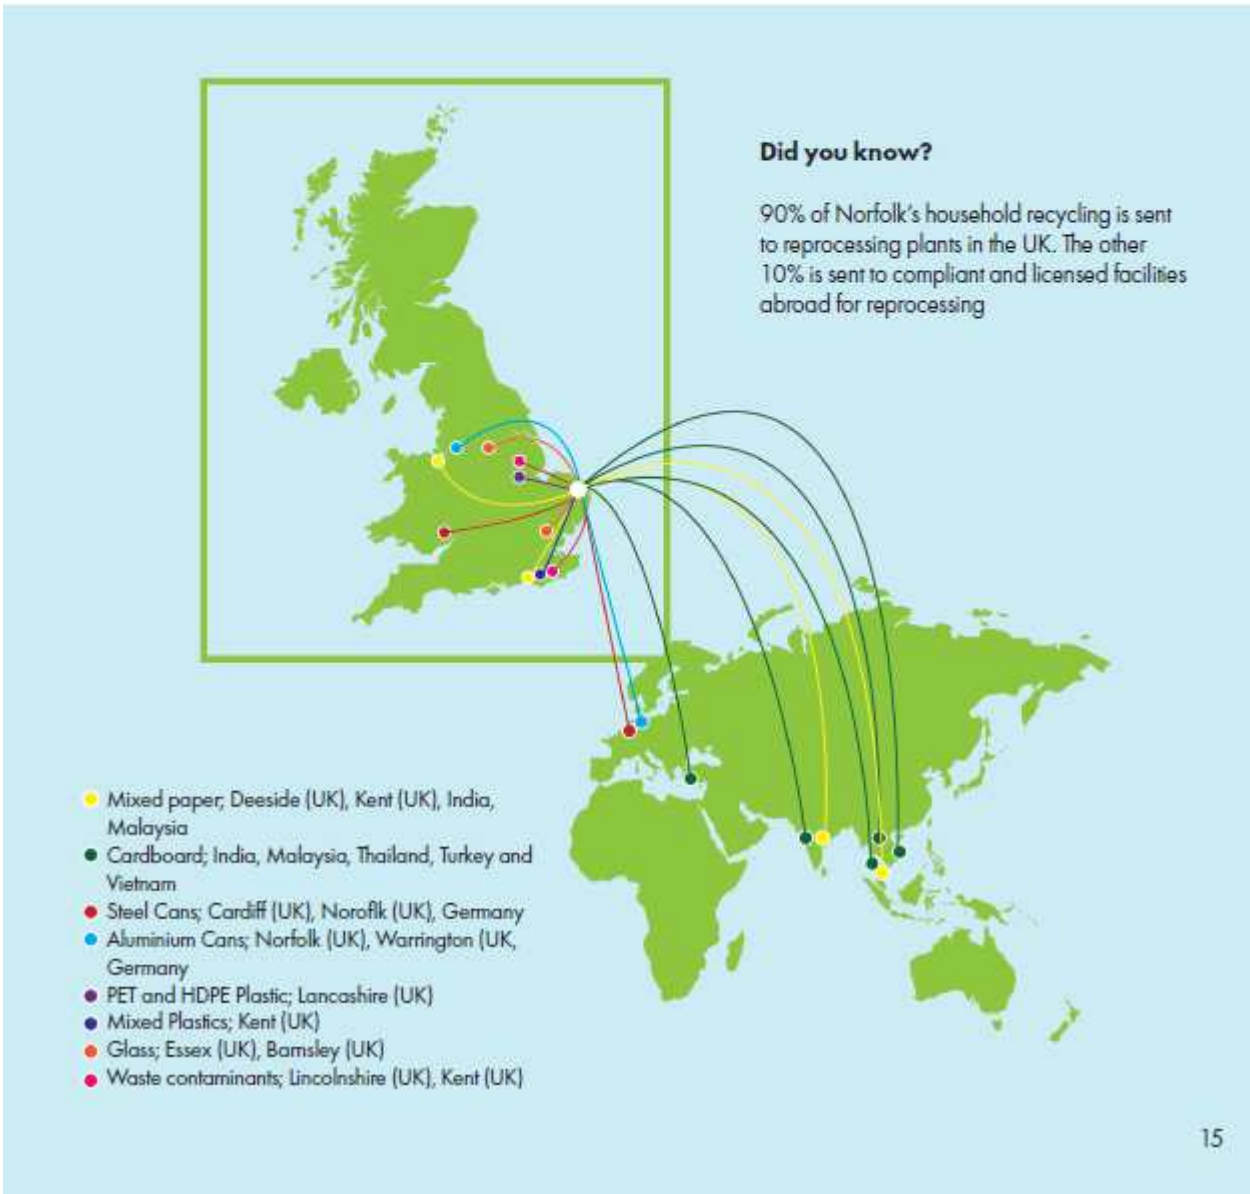 Did you know?
90% of Norfolk's household recycling is sent
to reprocessing plants in the UK. The other
10% is sent to compliant and licensed facilities
abroad for reprocessing
Mixed paper; Deeside (UK), Kent (UK), India,
Malaysia
Cardboard; India, Malaysia, Thailand, Turkey and
Vietnam
Steel Cans; Cardiff (UK), Noroflk (UK), Germany
Aluminium Cans; Norfolk (UK), Warrington (UK,
Germany
PET and HDPE Plastic; Lancashire (UK)
Mixed Plastics; Kent (UK)
Glass; Essex (UK), Barnsley (UK)
Waste contaminants; Lincolnshire (UK), Kent (UK)
15